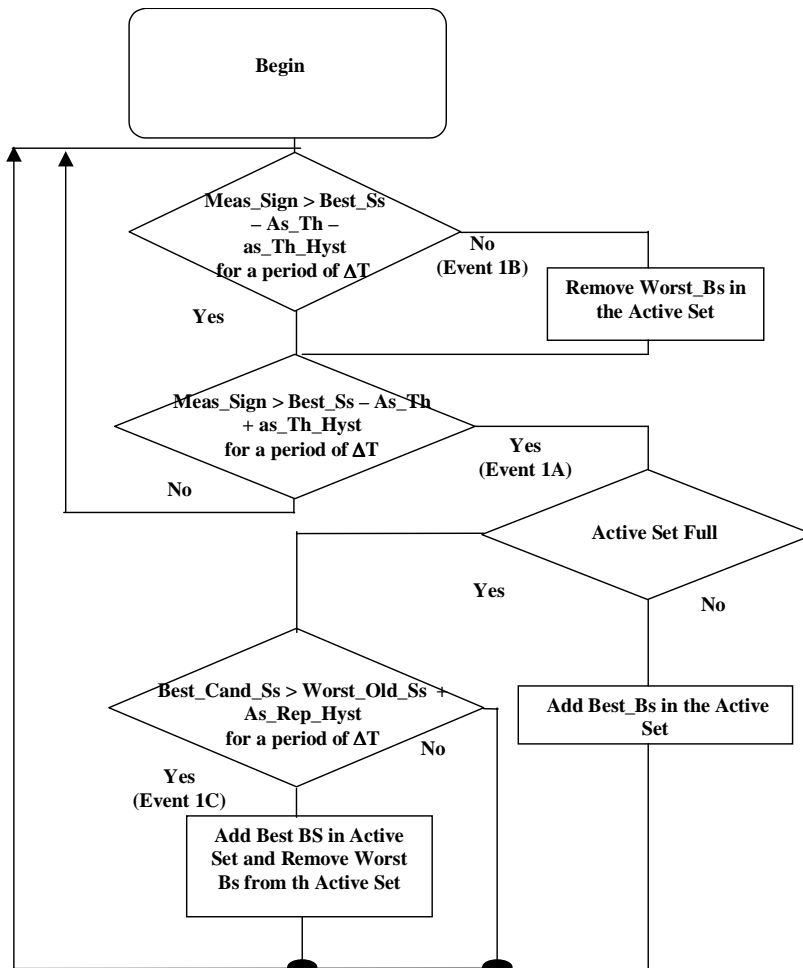 Begin
Meas_Sign > Best_Ss
– As_Th –
as_Th_Hyst
for a period of ΔT
No
(Event 1B)
Remove Worst_Bs in
the Active Set
Yes
Meas_Sign > Best_Ss – As_Th
+ as_Th_Hyst
for a period of ΔT
Yes
(Event 1A)
No
Active Set Full
Yes
No
Best_Cand_Ss > Worst_Old_Ss +
As_Rep_Hyst
for a period of ΔT
No
Add Best_Bs in the Active
Set
Yes
(Event 1C)
Add Best BS in Active
Set and Remove Worst
Bs from th Active Set